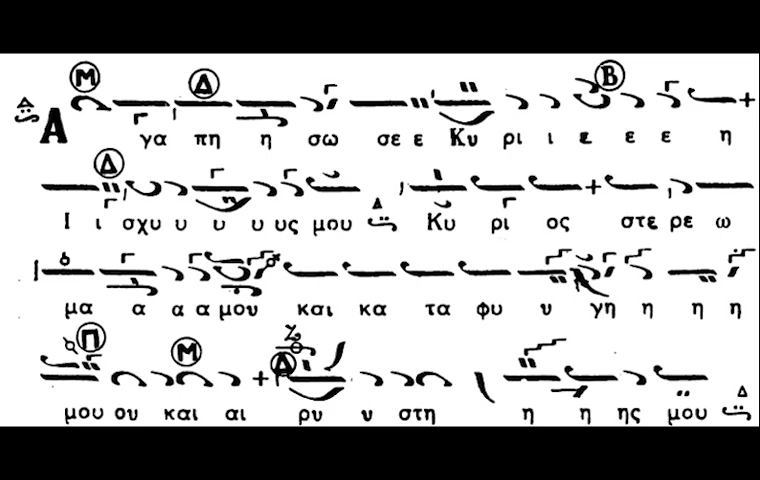 Μ Δ Β
Α γα πη η σω σε ε Κυ ρι ι ε ε ε η
Δ
Ι ι σχυ υ υ υ υς μου Κυ ρι ος στε ρε ω
μα α α α μου και κα τα φυ υ γη η η η
Π Μ Ζ Δ
μου ου και αι ρυ υ στη η η ης μου